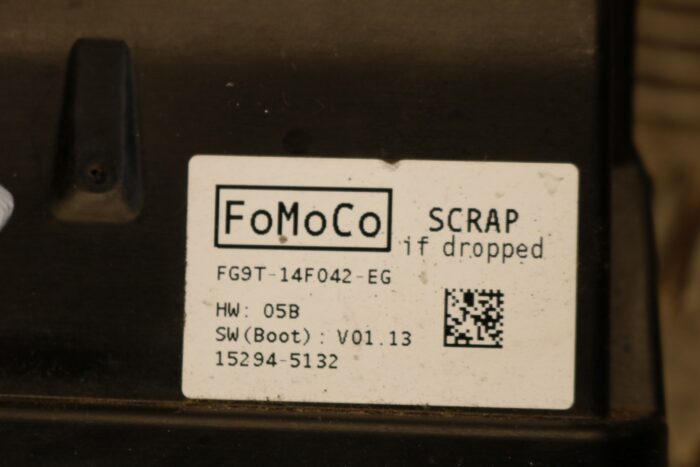 FoMoCo
SCRAP
if dropped
FG9T-14F042-EG
HW: 05B
SW(Boot): V01.13
15294-5132